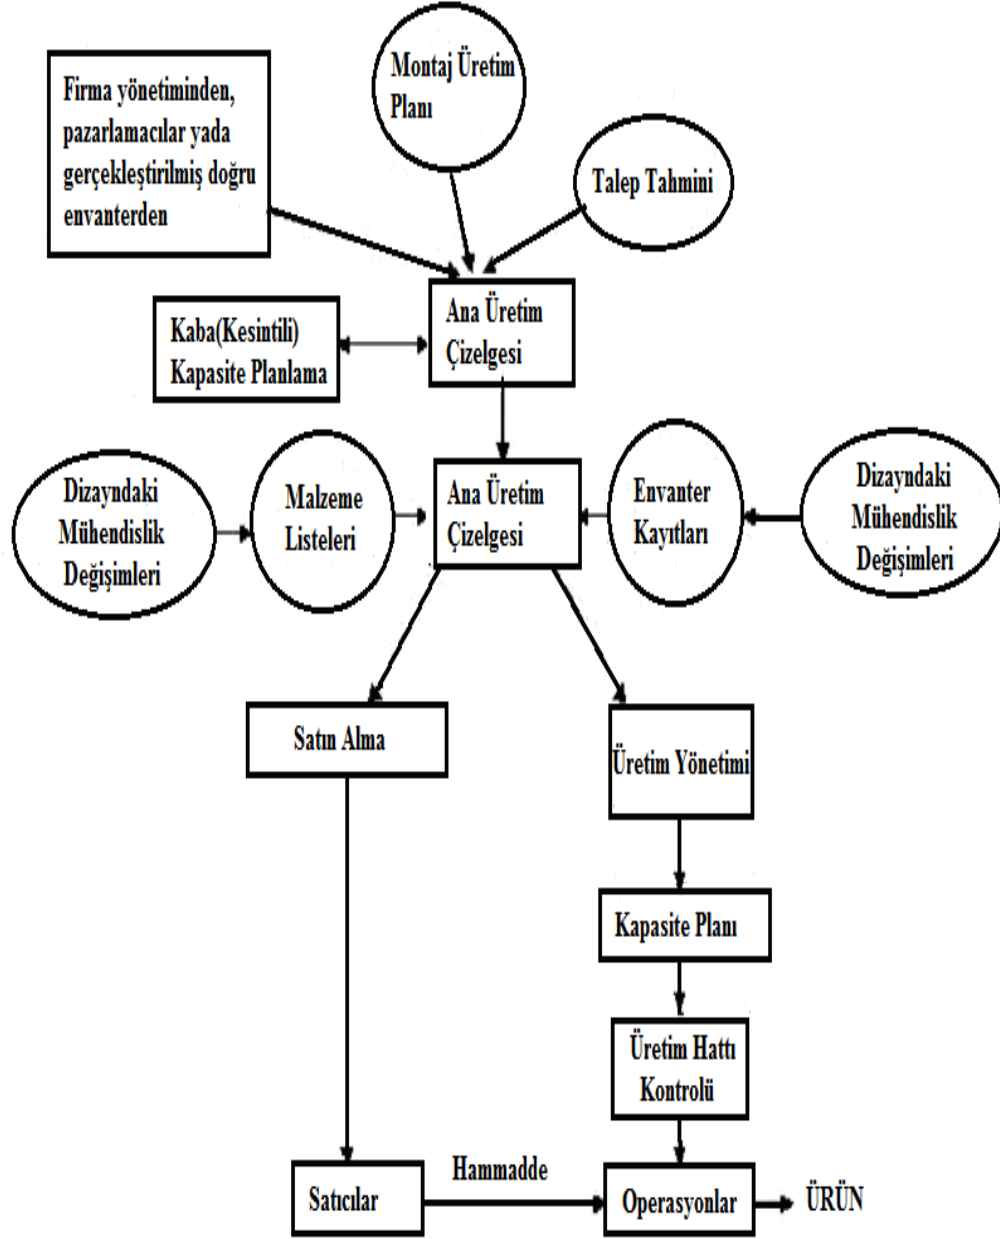 Firma yönetiminden,
pazarlamacılar yada
gerçekleştirilmiş doğru
envanterden
Montaj Üretim
Planı
Talep Tahmini
Ana Üretim
Çizelgesi
Kaba(Kesintili)
Kapasite Planlama
Dizayndaki
Mühendislik
Değişimleri
Malzeme
Listeleri
Ana Üretim
Çizelgesi
Envanter
Kayıtları
Dizayndaki
Mühendislik
Değişimleri
Satın Alma
Üretim Yönetimi
Kapasite Planı
Üretim Hattı
Kontrolü
Satıcılar
Hammadde
Operasyonlar
ÜRÜN